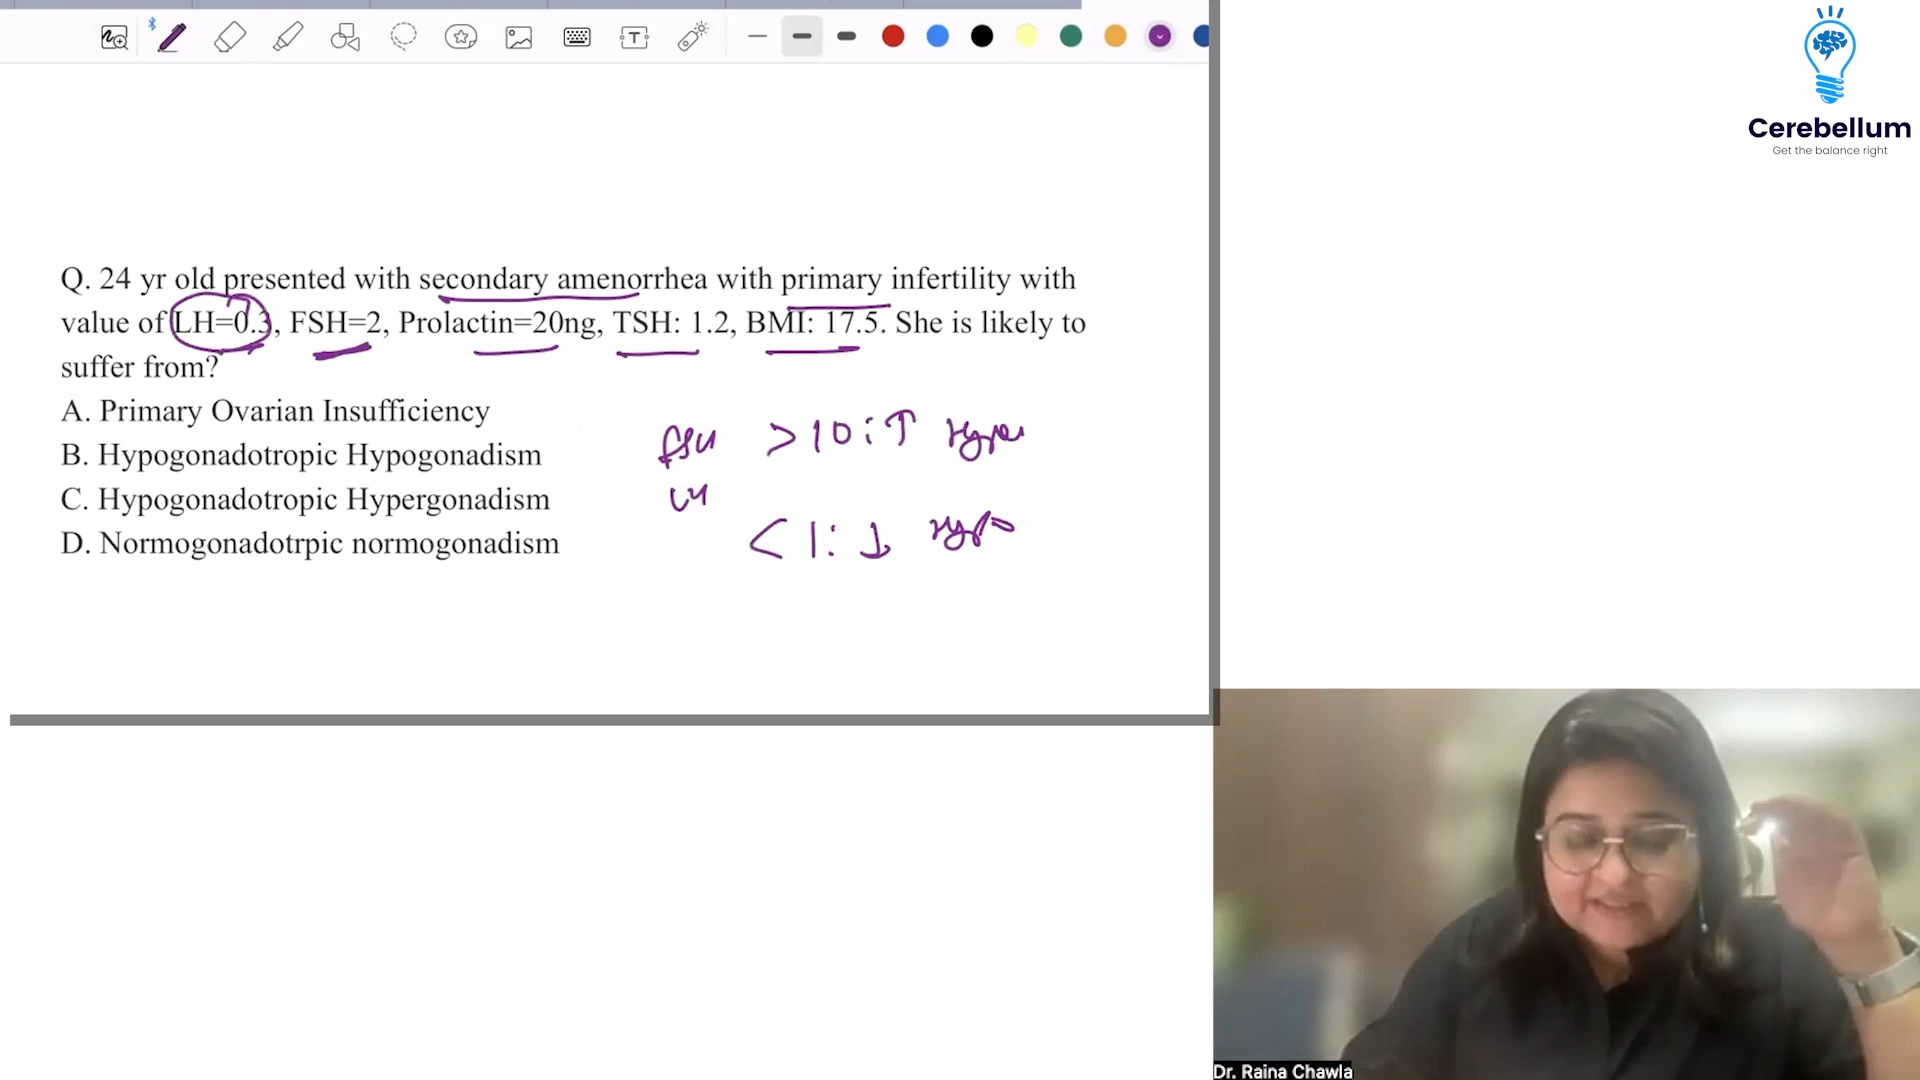 Cerebellum
Get the balance right
Q. 24 yr old presented with secondary amenorrhea with primary infertility with
value of LH=0.3, FSH=2, Prolactin=20ng, TSH: 1.2, BMI: 17.5. She is likely to
suffer from?
A. Primary Ovarian Insufficiency
B. Hypogonadotropic Hypogonadism
C. Hypogonadotropic Hypergonadism
D. Normogonadotrpic normogonadism
FSH >10:↑ Hyper
LH
<1:↓ Hypo
Dr. Raina Chawla